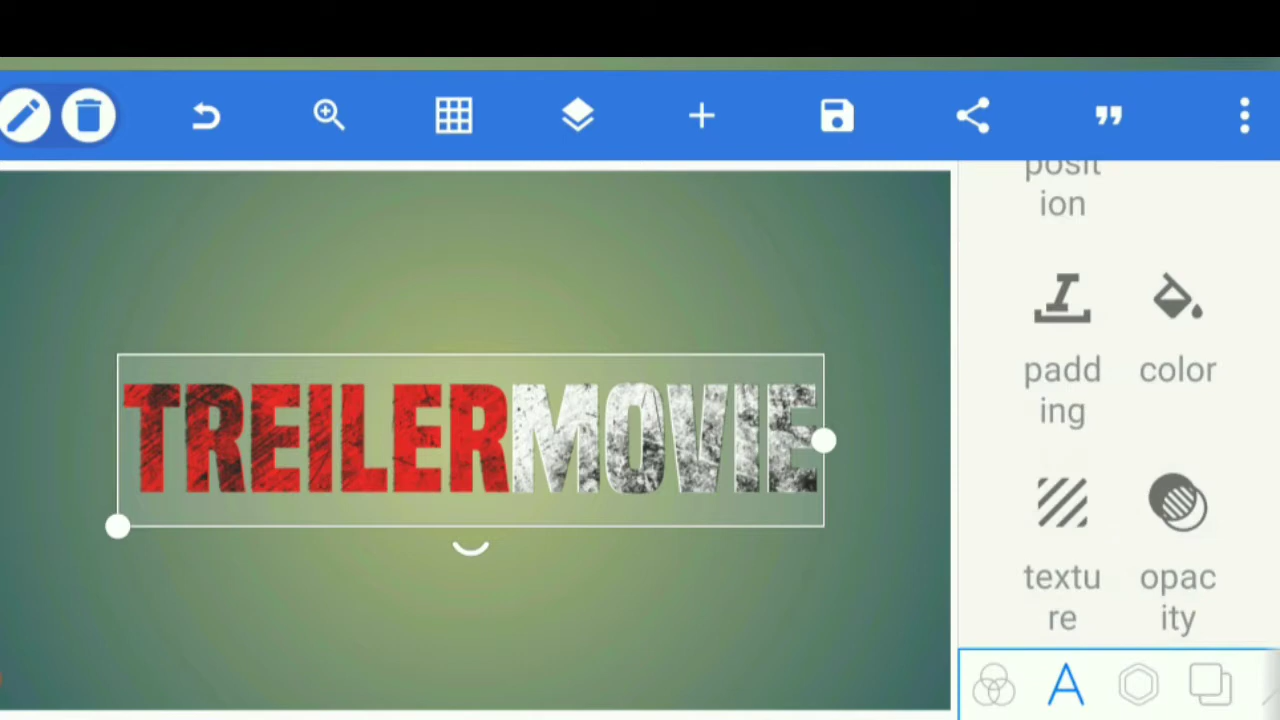 posit
ion
padd
ing
color
textu
re
opac
ity
TREILERMOVIE